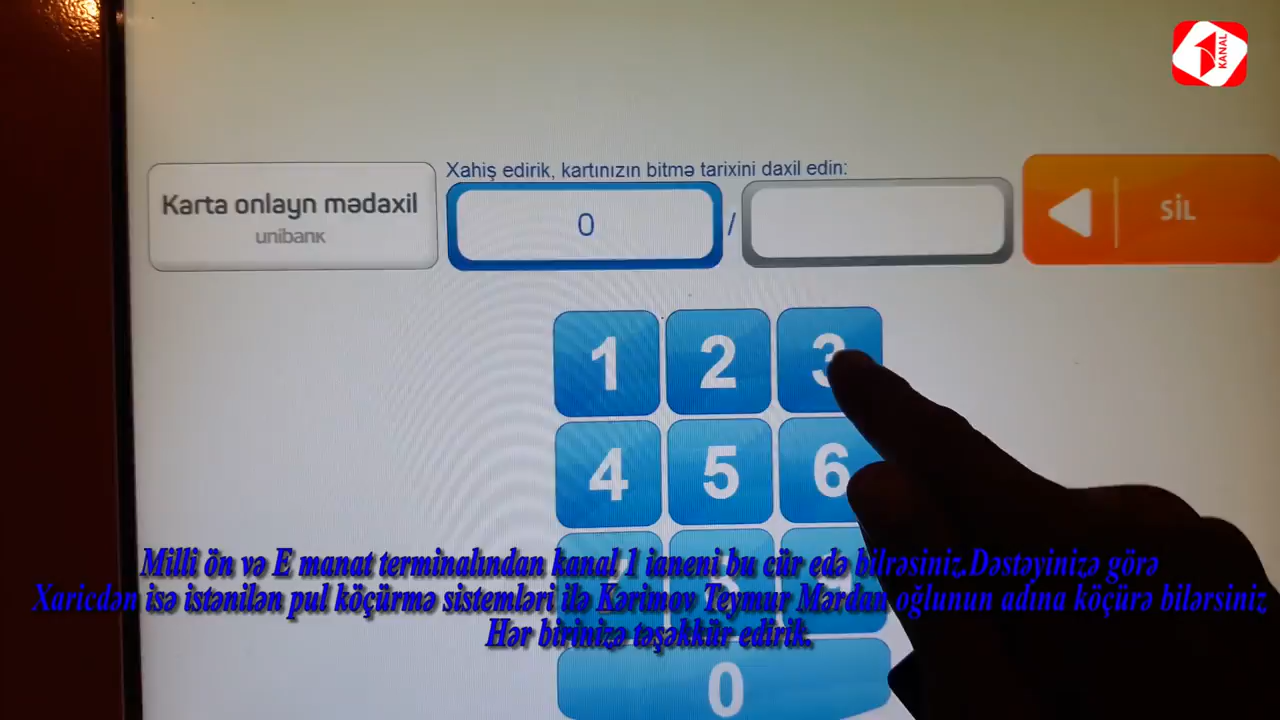 KANAL
Xahiş edirik, kartınızın bitmə tarixini daxil edin:
Karta onlayn mədaxil
unibank
0
/
SİL
1 2 3
4 5 6
Milli ön və E manat terminalından kanal 1 ianeni bu cür edə bilrəsiniz.Dəstəyinizə görə
Xaricdən isə istənilən pul köçürmə sistemləri ilə Kərimov Teymur Mərdan oğlunun adına köçürə bilərsiniz
Hər birinizə təşəkkür edirik.
0